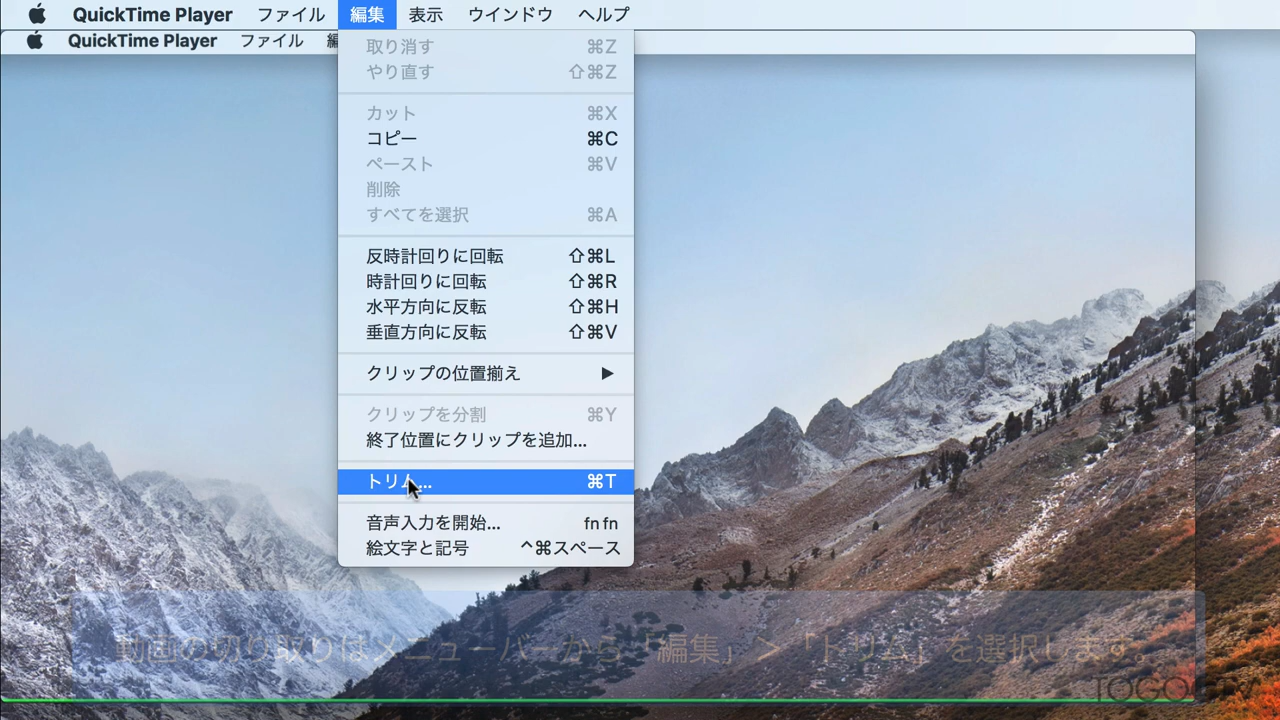 QuickTime Player ファイル 編集 表示 ウインドウ ヘルプ
QuickTime Player ファイル 編
取り消す ⌘Z
やり直す ⇧⌘Z
カット ⌘X
コピー ⌘C
ペースト ⌘V
削除
すべてを選択 ⌘A
反時計回りに回転 ⇧⌘L
時計回りに回転 ⇧⌘R
水平方向に反転 ⇧⌘H
垂直方向に反転 ⇧⌘V
クリップの位置揃え ▶
クリップを分割 ⌘Y
終了位置にクリップを追加...
トリム... ⌘T
音声入力を開始... fn fn
絵文字と記号 ^⌘スペース
動画の切り取りはメニューバーから「編集」＞「トリム」を選択します。
TOGO TV